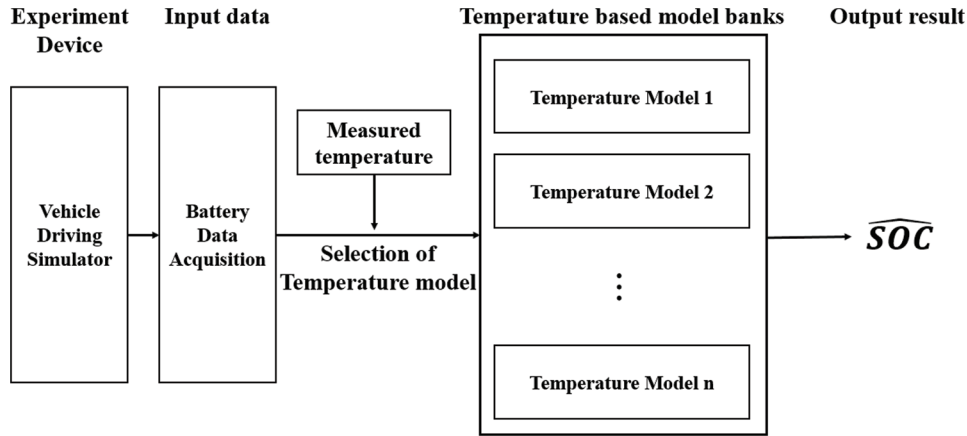 Experiment
Device
Input data
Temperature based model banks
Output result
Vehicle
Driving
Simulator
Battery
Data
Acquisition
Measured
temperature
Selection of
Temperature model
Temperature Model 1
Temperature Model 2
⋮
Temperature Model n
$\widehat{SOC}$